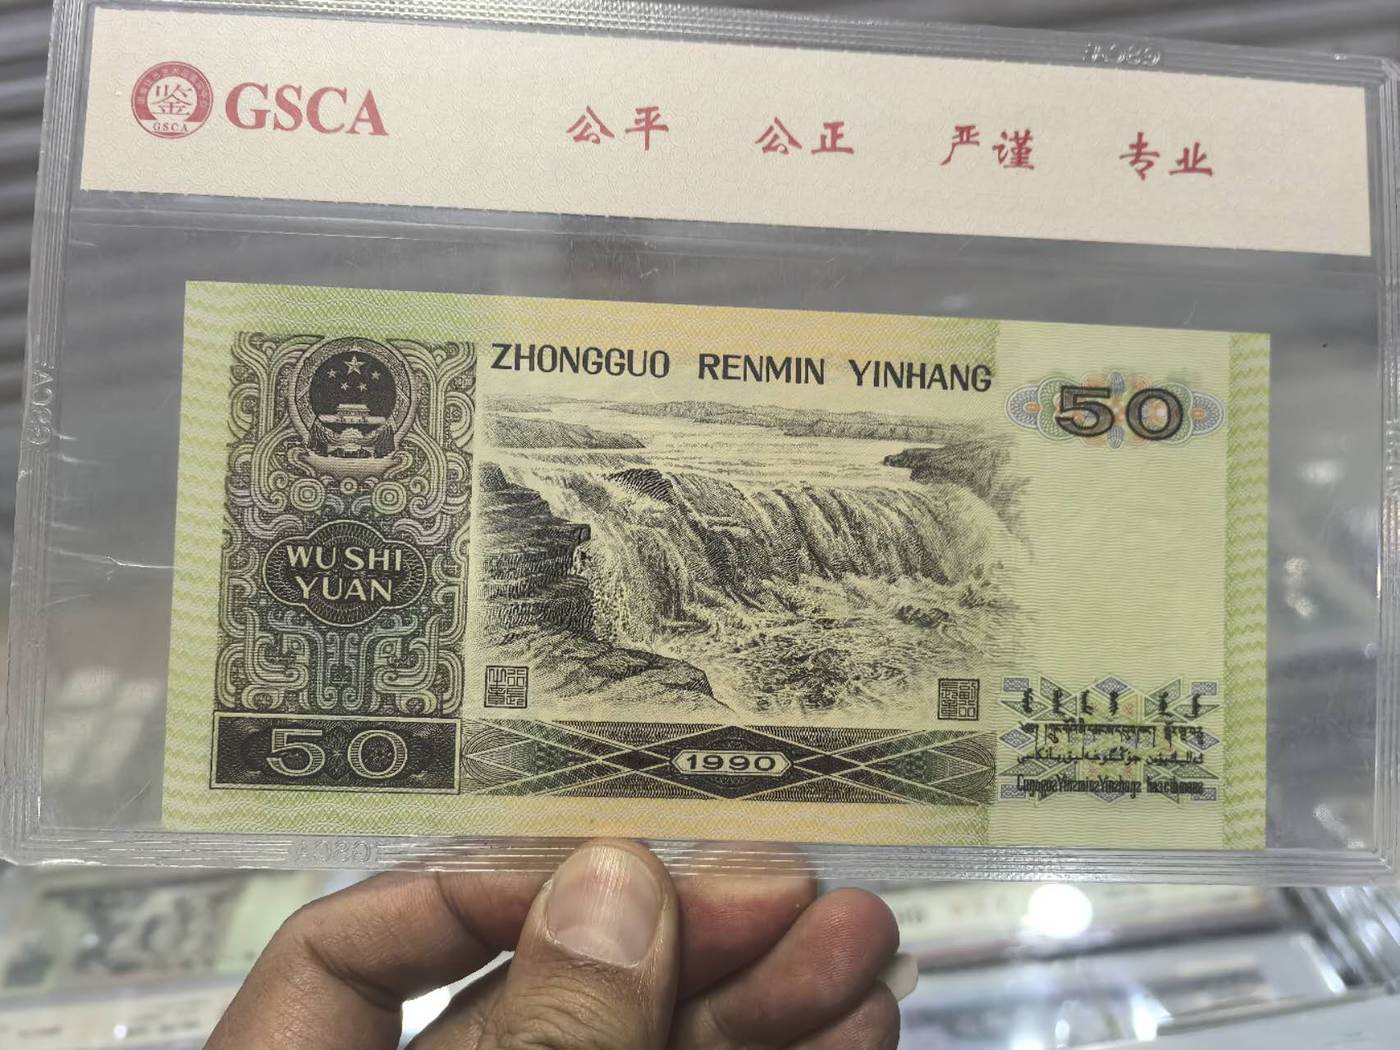 GSCA
鉴
GSCA
公平 公正 严谨 专业
ZHONGGUO RENMIN YINHANG
50
WU SHI
YUAN
50
1990